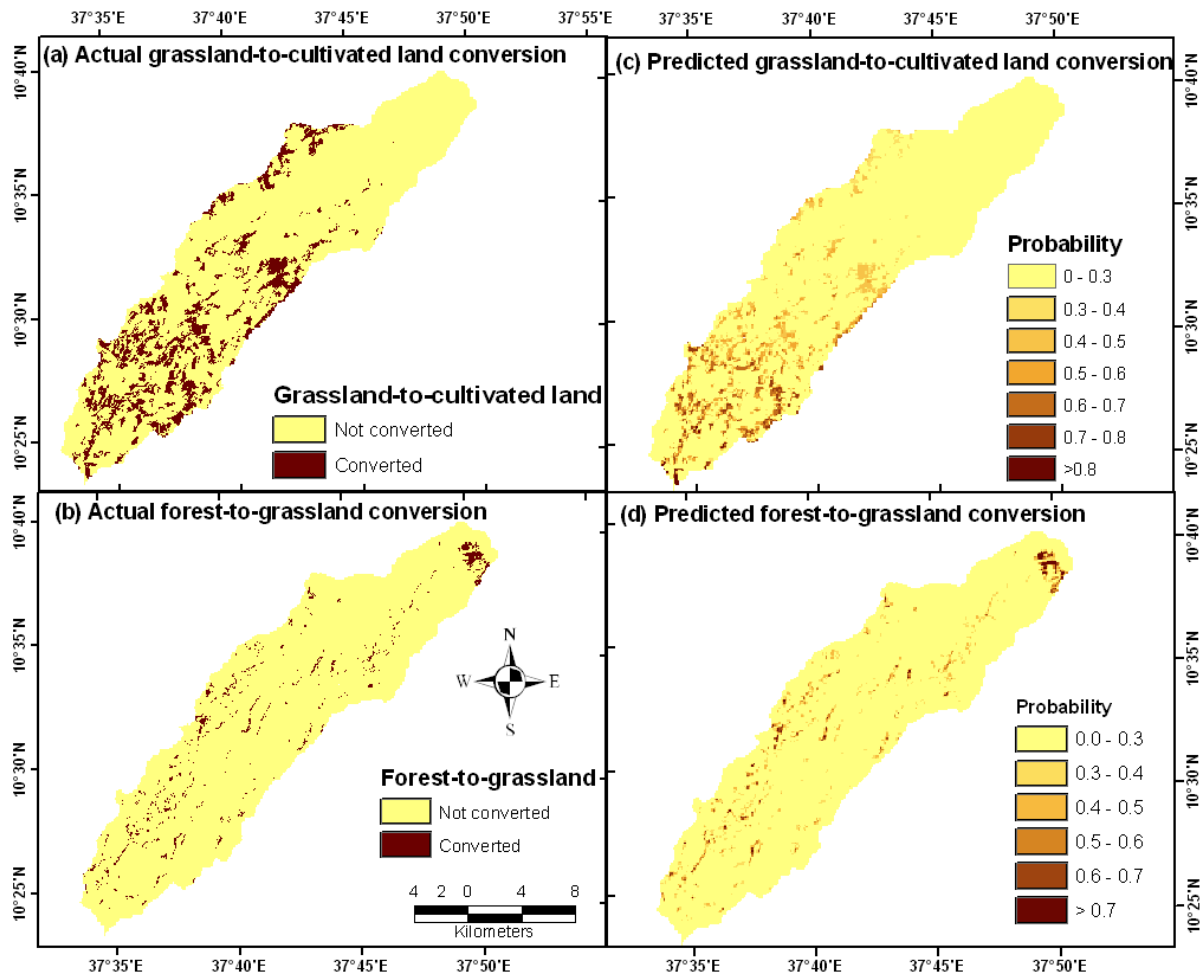 37°35'E 37°40'E 37°45'E 37°50'E
37°35'E 37°40'E 37°45'E 37°50'E
(a) Actual grassland-to-cultivated land conversion
10°40'N
10°35'N
10°30'N
10°25'N
Grassland-to-cultivated land
Not converted
Converted
(c) Predicted grassland-to-cultivated land conversion
10°40'N
10°35'N
10°30'N
10°25'N
Probability
0 - 0.3
0.3 - 0.4
0.4 - 0.5
0.5 - 0.6
0.6 - 0.7
0.7 - 0.8
>0.8
(b) Actual forest-to-grassland conversion
10°40'N
10°35'N
10°30'N
10°25'N
N
W E
S
Forest-to-grassland
Not converted
Converted
4 2 0 4 8
Kilometers
(d) Predicted forest-to-grassland conversion
10°40'N
10°35'N
10°30'N
10°25'N
Probability
0.0 - 0.3
0.3 - 0.4
0.4 - 0.5
0.5 - 0.6
0.6 - 0.7
> 0.7
37°35'E 37°40'E 37°45'E 37°50'E
37°35'E 37°40'E 37°45'E 37°50'E